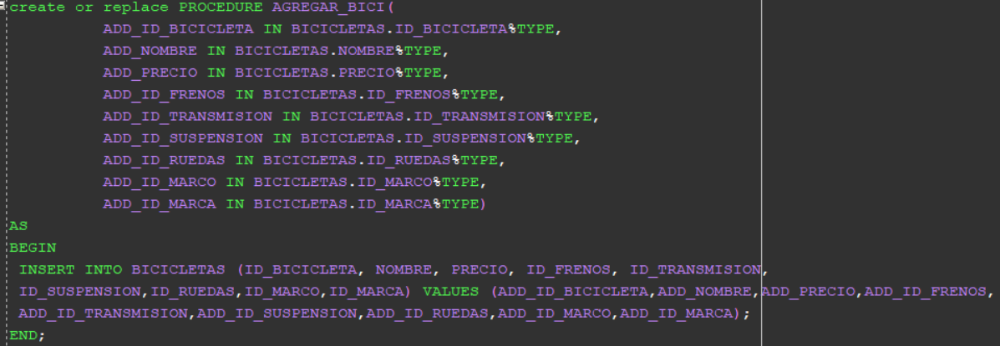 create or replace PROCEDURE AGREGAR_BICI(
ADD_ID_BICICLETA IN BICICLETAS.ID_BICICLETA%TYPE,
ADD_NOMBRE IN BICICLETAS.NOMBRE%TYPE,
ADD_PRECIO IN BICICLETAS.PRECIO%TYPE,
ADD_ID_FRENOS IN BICICLETAS.ID_FRENOS%TYPE,
ADD_ID_TRANSMISION IN BICICLETAS.ID_TRANSMISION%TYPE,
ADD_ID_SUSPENSION IN BICICLETAS.ID_SUSPENSION%TYPE,
ADD_ID_RUEDAS IN BICICLETAS.ID_RUEDAS%TYPE,
ADD_ID_MARCO IN BICICLETAS.ID_MARCO%TYPE,
ADD_ID_MARCA IN BICICLETAS.ID_MARCA%TYPE)
AS
BEGIN
INSERT INTO BICICLETAS (ID_BICICLETA, NOMBRE, PRECIO, ID_FRENOS, ID_TRANSMISION,
ID_SUSPENSION,ID_RUEDAS,ID_MARCO,ID_MARCA) VALUES (ADD_ID_BICICLETA,ADD_NOMBRE,ADD_PRECIO,ADD_ID_FRENOS,
ADD_ID_TRANSMISION,ADD_ID_SUSPENSION,ADD_ID_RUEDAS,ADD_ID_MARCO,ADD_ID_MARCA);
END;